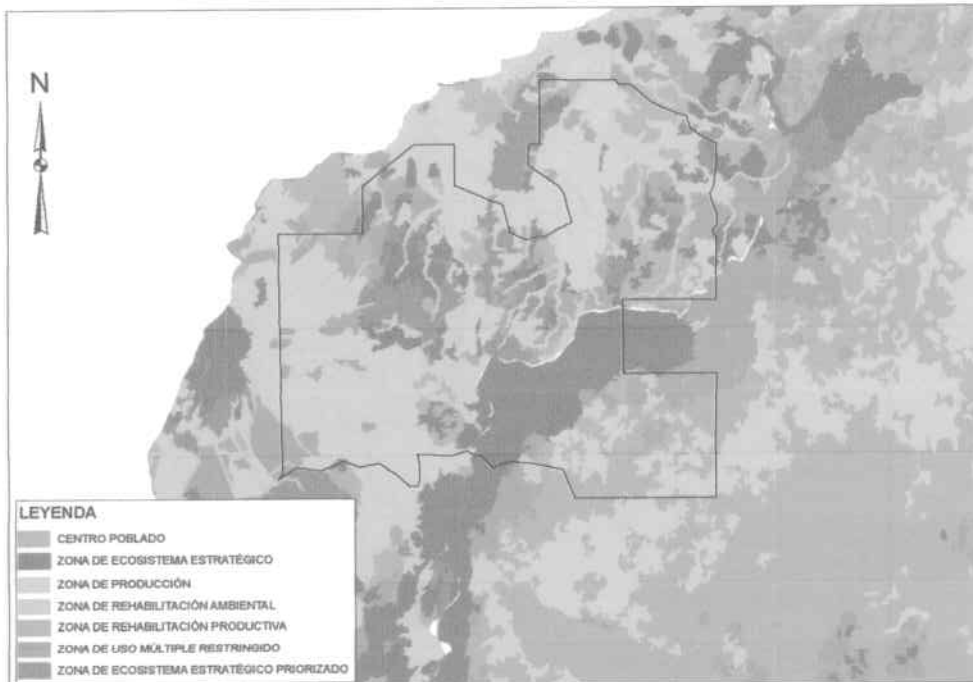 N
LEYENDA
CENTRO POBLADO
ZONA DE ECOSISTEMA ESTRATÉGICO
ZONA DE PRODUCCIÓN
ZONA DE REHABILITACIÓN AMBIENTAL
ZONA DE REHABILITACIÓN PRODUCTIVA
ZONA DE USO MÚLTIPLE RESTRINGIDO
ZONA DE ECOSISTEMA ESTRATÉGICO PRIORIZADO